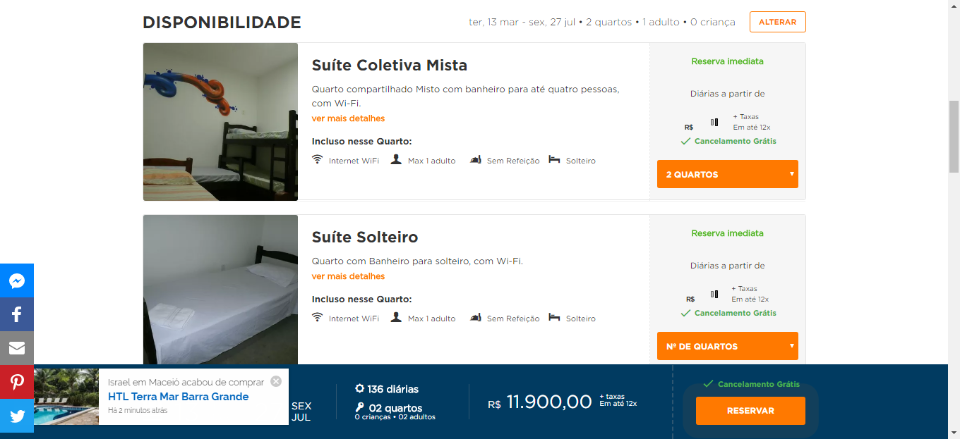 DISPONIBILIDADE
ter, 13 mar - sex, 27 jul • 2 quartos • 1 adulto • 0 criança
ALTERAR
Suíte Coletiva Mista
Quarto compartilhado Misto com banheiro para até quatro pessoas,
com Wi-Fi.
ver mais detalhes
Incluso nesse Quarto:
Internet WiFi
Max 1 adulto
Sem Refeição
Solteiro
Reserva imediata
Diárias a partir de
R$
+ Taxas
Em até 12x
Cancelamento Grátis
2 QUARTOS
Suíte Solteiro
Quarto com Banheiro para solteiro, com Wi-Fi.
ver mais detalhes
Incluso nesse Quarto:
Internet WiFi
Max 1 adulto
Sem Refeição
Solteiro
Reserva imediata
Diárias a partir de
R$
+ Taxas
Em até 12x
Cancelamento Grátis
Nº DE QUARTOS
Israel em Maceió acabou de comprar
HTL Terra Mar Barra Grande
Há 2 minutos atrás
SEX
JUL
136 diárias
02 quartos
0 crianças • 02 adultos
R$ 11.900,00
+ taxas
Em até 12x
Cancelamento Grátis
RESERVAR